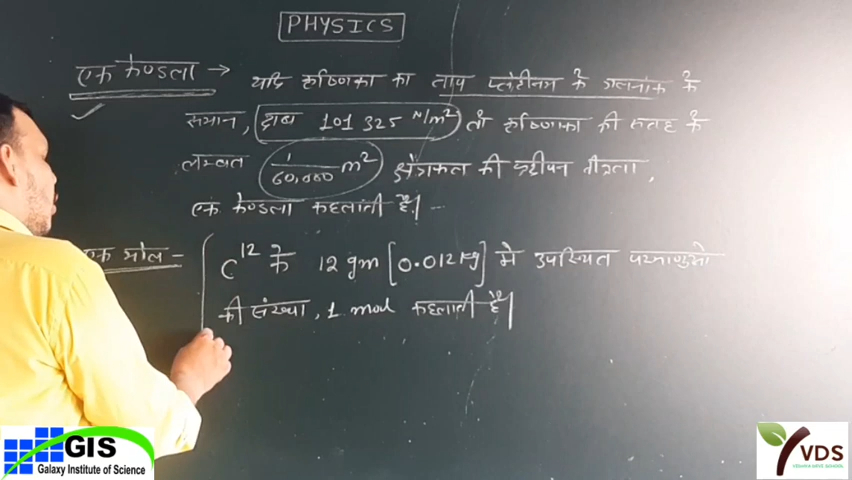 PHYSICS
एक केण्डला → यदि कृष्णिका का ताप प्लेटीनम के गलनांक के
समान, दाब 101 325 N/m² तो कृष्णिका की सतह के
लम्बवत 1/60,000 m² क्षेत्रफल की प्रदीपन तीव्रता,
एक केण्डला कहलाती है।-
एक मोल - C¹² के 12 gm [0.012 kg] मे उपस्थित परमाणुओ
की संख्या, 1 mol कहलाती है।
GIS
Galaxy Institute of Science
VDS